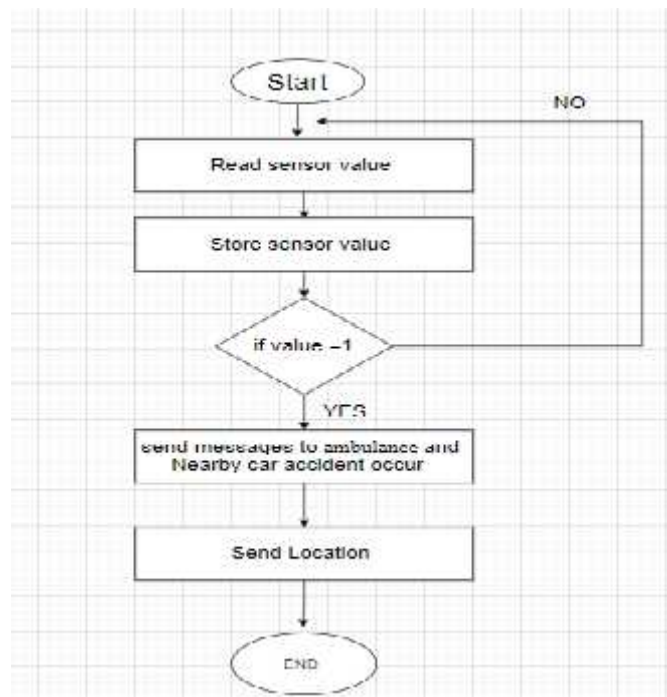 Start
NO
Read sensor value
Store sensor value
if value =1
YES
send messages to ambulance and
Nearby car accident occur
Send Location
END